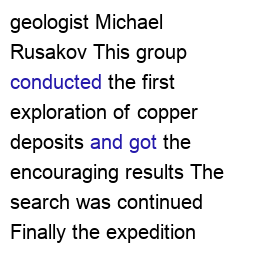 geologist Michael
Rusakov This group
conducted the first
exploration of copper
deposits and got the
encouraging results The
search was continued
Finally the expedition